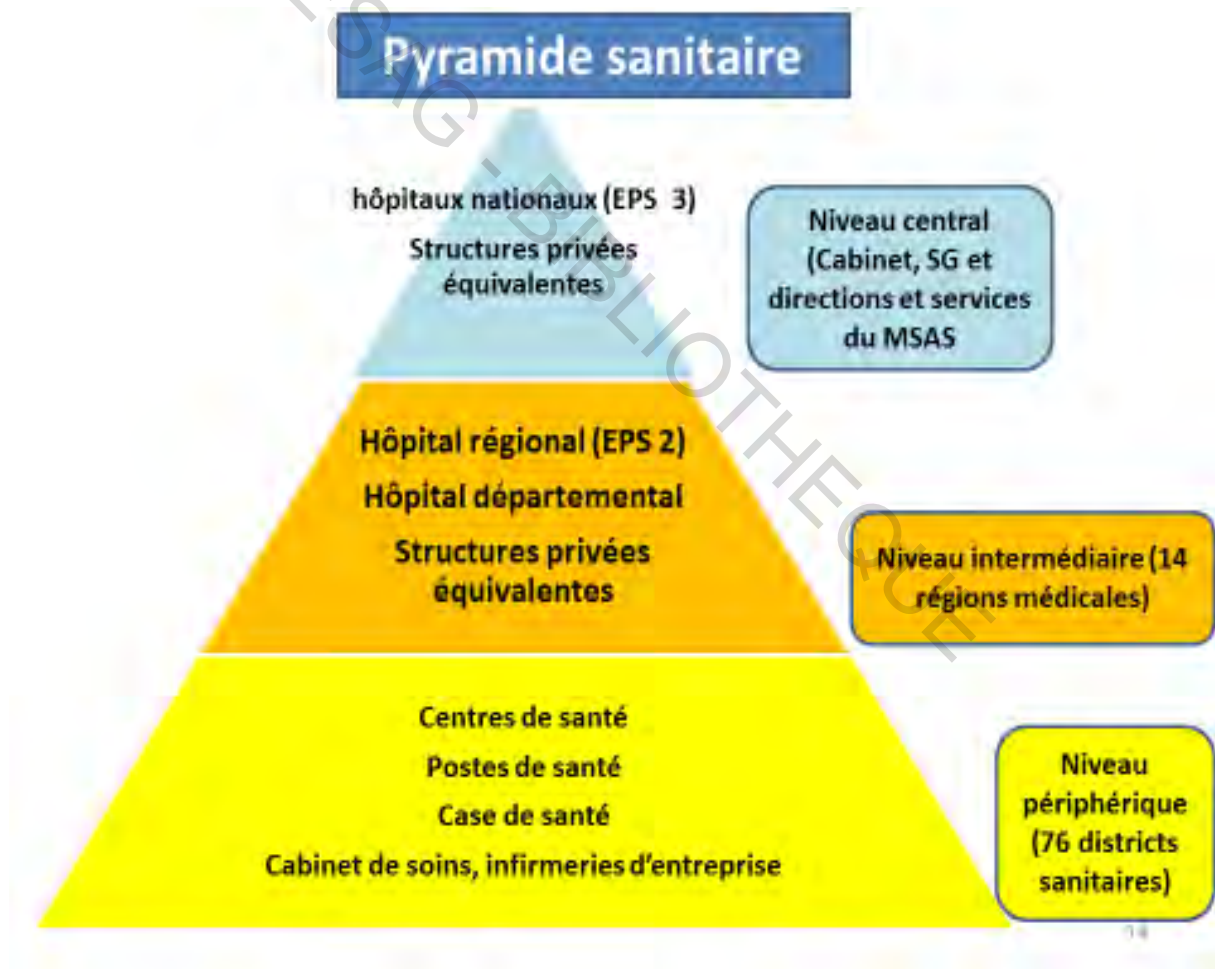 Pyramide sanitaire
hôpitaux nationaux (EPS 3)
Structures privées
équivalentes
Niveau central
(Cabinet, SG et
directions et services
du MSAS
Hôpital régional (EPS 2)
Hôpital départemental
Structures privées
équivalentes
Niveau intermédiaire (14
régions médicales)
Centres de santé
Postes de santé
Case de santé
Cabinet de soins, infirmeries d'entreprise
Niveau
périphérique
(76 districts
sanitaires)
SAG - BIBLIOTHEQUE